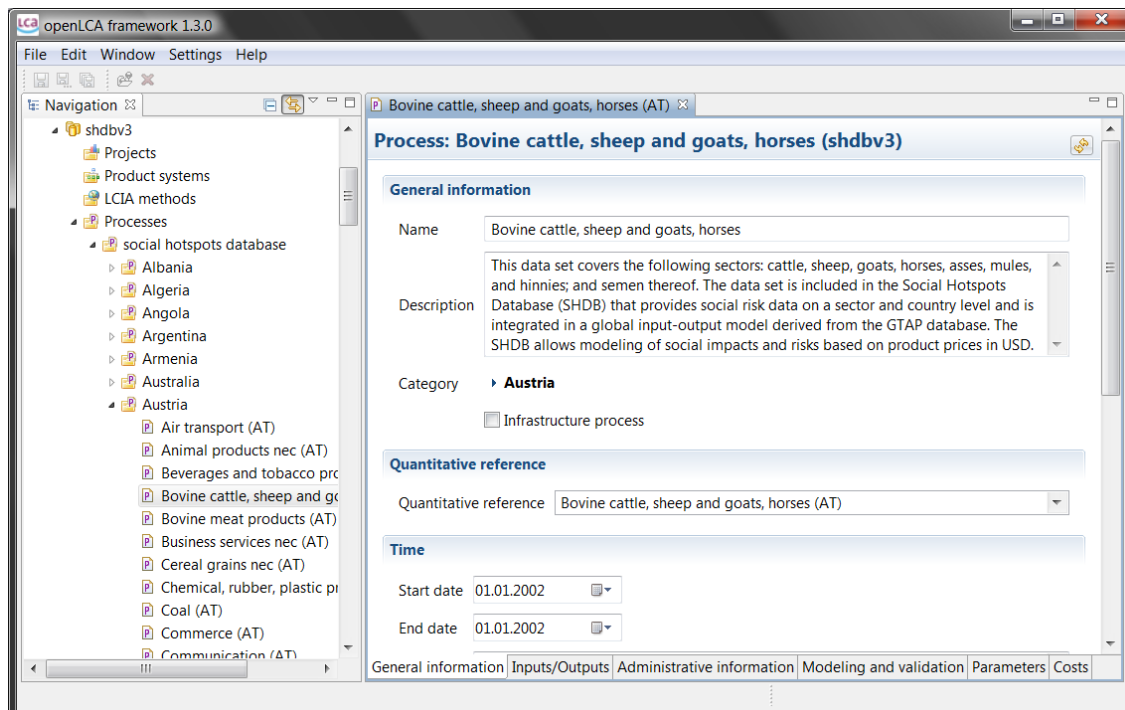 LCa openLCA framework 1.3.0
File Edit Window Settings Help
Navigation
shdbv3
Projects
Product systems
LCIA methods
Processes
social hotspots database
Albania
Algeria
Angola
Argentina
Armenia
Australia
Austria
Air transport (AT)
Animal products nec (AT)
Beverages and tobacco pro
Bovine cattle, sheep and go
Bovine meat products (AT)
Business services nec (AT)
Cereal grains nec (AT)
Chemical, rubber, plastic pr
Coal (AT)
Commerce (AT)
Communication (AT)
Bovine cattle, sheep and goats, horses (AT)
Process: Bovine cattle, sheep and goats, horses (shdbv3)
General information
Name Bovine cattle, sheep and goats, horses
Description
This data set covers the following sectors: cattle, sheep, goats, horses, asses, mules,
and hinnies; and semen thereof. The data set is included in the Social Hotspots
Database (SHDB) that provides social risk data on a sector and country level and is
integrated in a global input-output model derived from the GTAP database. The
SHDB allows modeling of social impacts and risks based on product prices in USD.
Category Austria
Infrastructure process
Quantitative reference
Quantitative reference Bovine cattle, sheep and goats, horses (AT)
Time
Start date 01.01.2002
End date 01.01.2002
General information Inputs/Outputs Administrative information Modeling and validation Parameters Costs